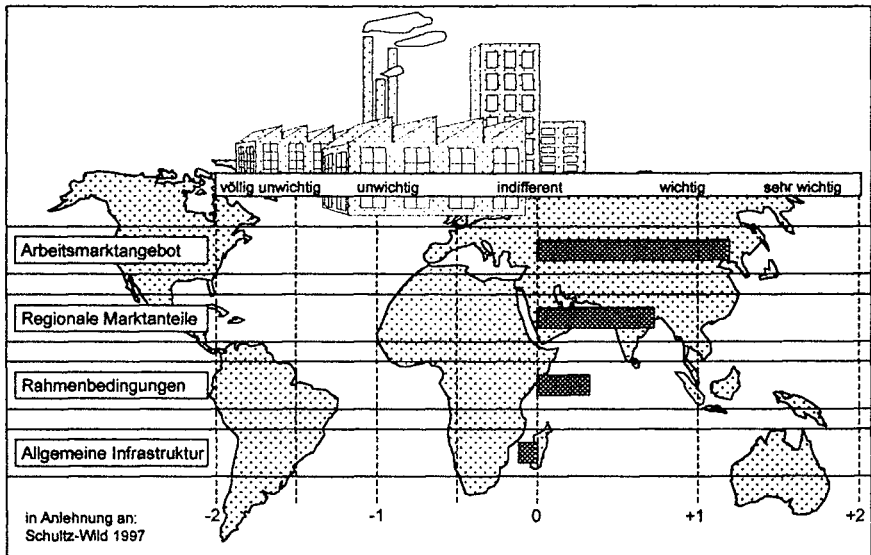 völlig unwichtig unwichtig indifferent wichtig sehr wichtig
Arbeitsmarktangebot
Regionale Marktanteile
Rahmenbedingungen
Allgemeine Infrastruktur
-2 -1 0 +1 +2
in Anlehnung an:
Schultz-Wild 1997